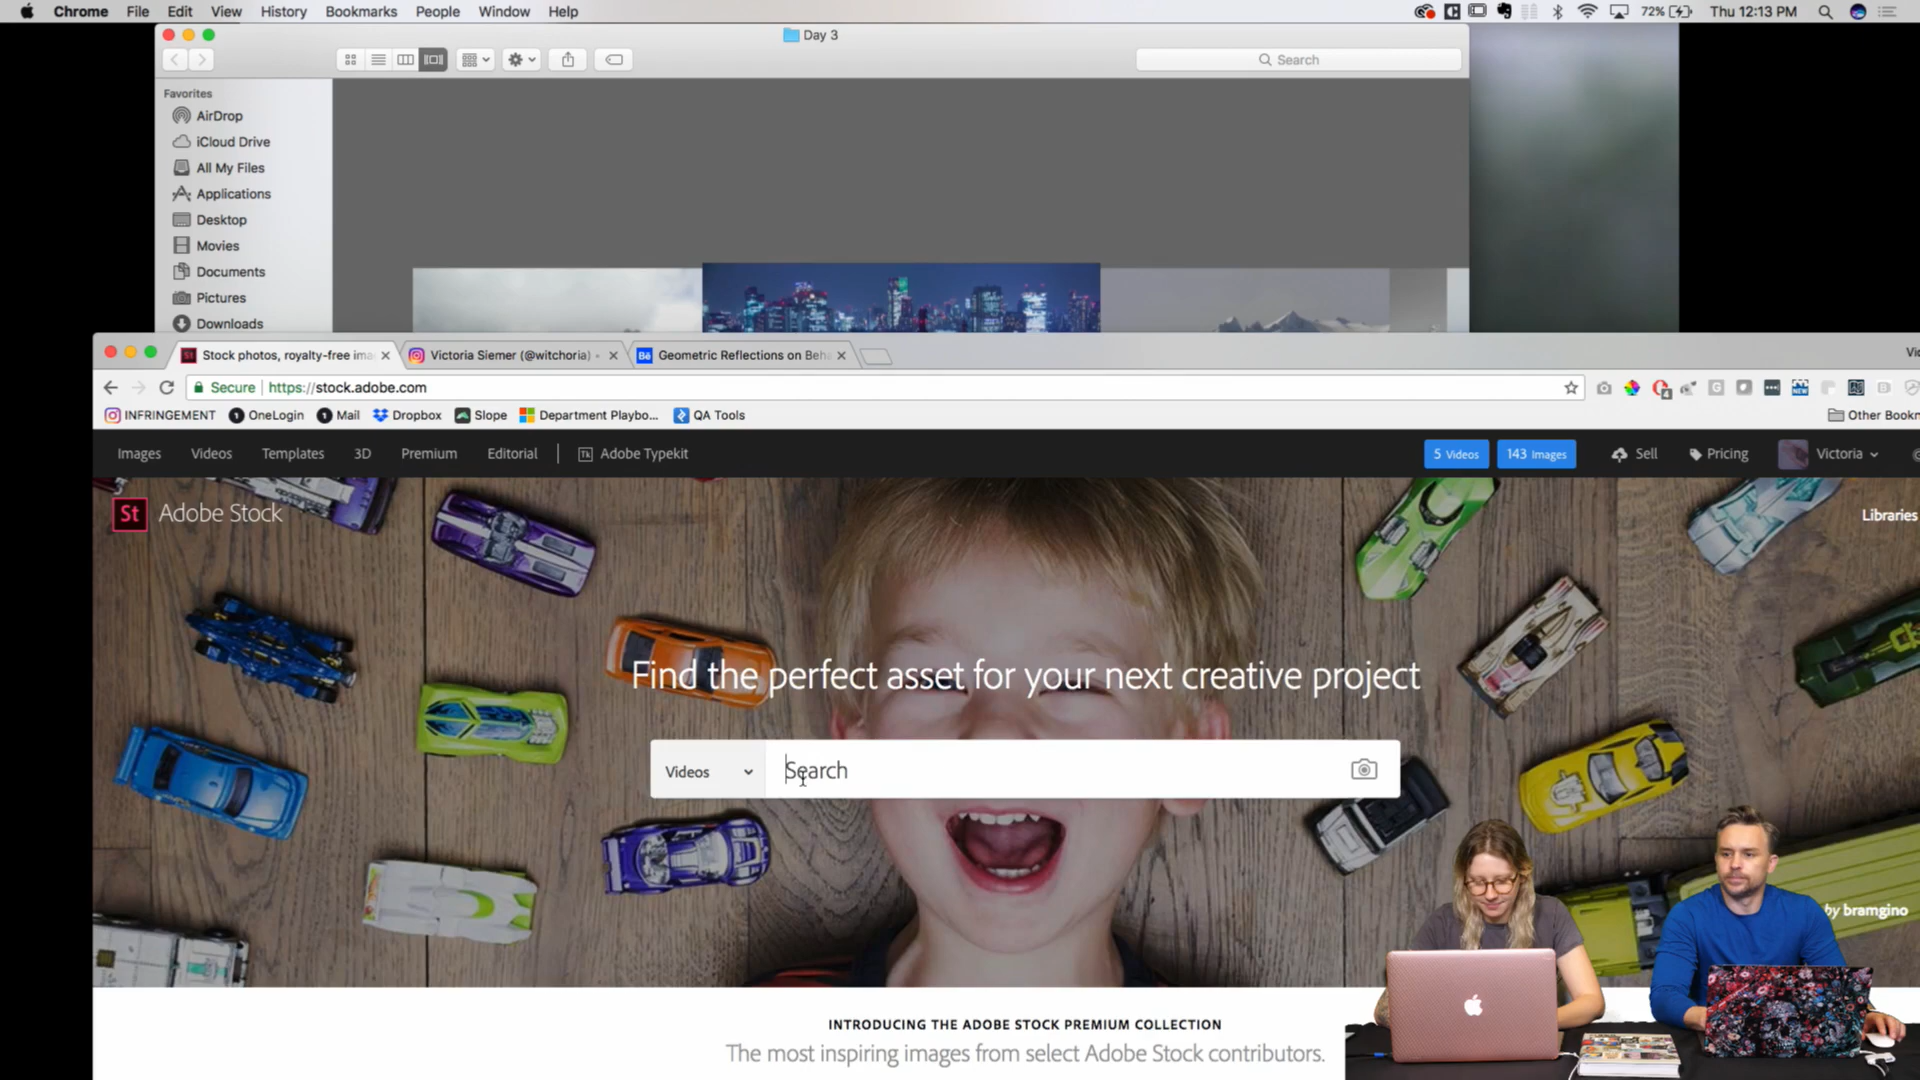 Chrome File Edit View History Bookmarks People Window Help
72% Thu 12:13 PM
Day 3
Search
Favorites
AirDrop
iCloud Drive
All My Files
Applications
Desktop
Movies
Documents
Pictures
Downloads
Stock photos, royalty-free ima
Victoria Siemer (@witchoria) •
Bē Geometric Reflections on Beh
Vic
Secure https://stock.adobe.com
INFRINGEMENT OneLogin Mail Dropbox Slope Department Playbo... QA Tools
Other Bookn
Images Videos Templates 3D Premium Editorial Tk Adobe Typekit
5 Videos 143 Images Sell Pricing Victoria
St Adobe Stock
Libraries
Find the perfect asset for your next creative project
Videos Search
by bramgino
INTRODUCING THE ADOBE STOCK PREMIUM COLLECTION
The most inspiring images from select Adobe Stock contributors.